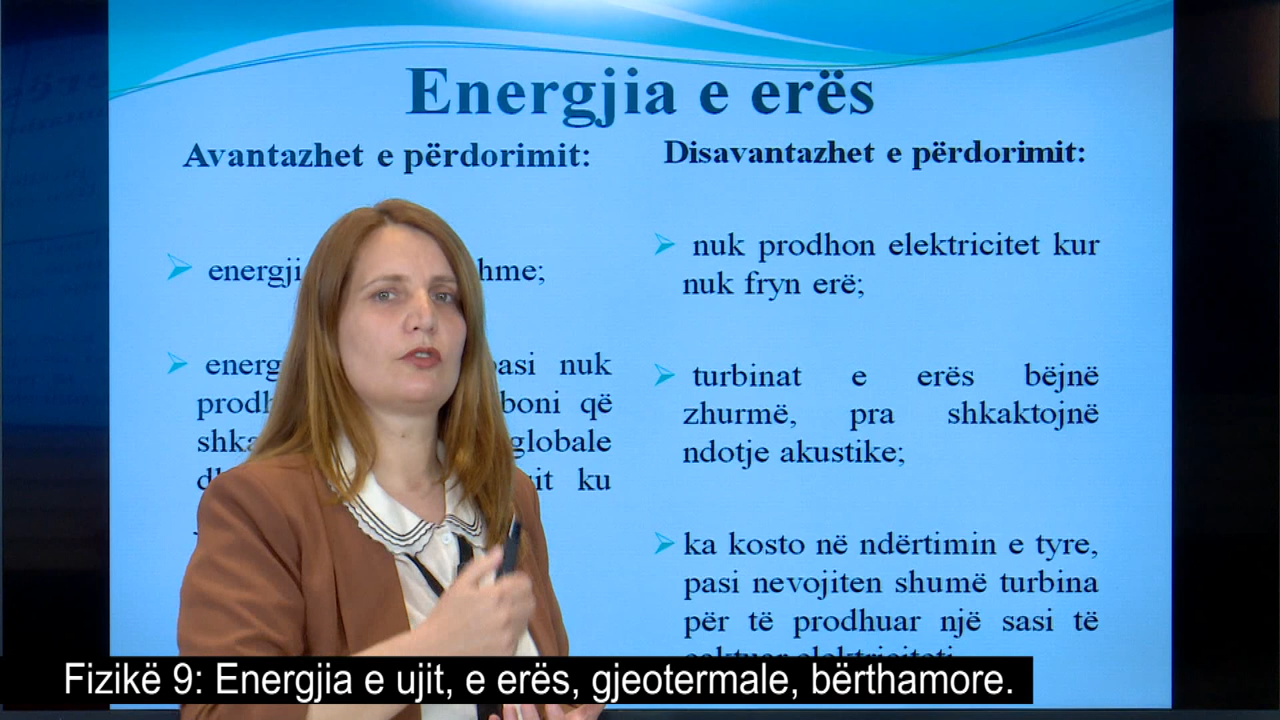 Energjia e erës
Avantazhet e përdorimit:
energji
hme;
energ
pasi nuk
prodh
boni që
shka
globale
ku
Disavantazhet e përdorimit:
nuk prodhon elektricitet kur
nuk fryn erë;
turbinat e erës bëjnë
zhurmë, pra shkaktojnë
ndotje akustike;
ka kosto në ndërtimin e tyre,
pasi nevojiten shumë turbina
për të prodhuar një sasi të
Fizikë 9: Energjia e ujit, e erës, gjeotermale, bërthamore.